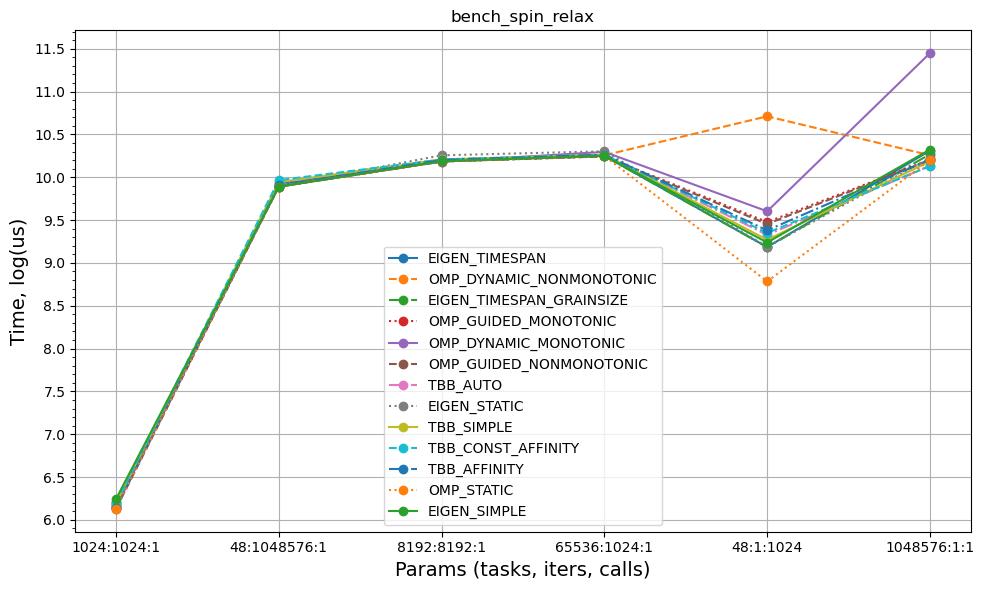 bench_spin_relax
Time, log(us)
11.5
11.0
10.5
10.0
9.5
9.0
8.5
8.0
7.5
7.0
6.5
6.0
EIGEN_TIMESPAN
OMP_DYNAMIC_NONMONOTONIC
EIGEN_TIMESPAN_GRAINSIZE
OMP_GUIDED_MONOTONIC
OMP_DYNAMIC_MONOTONIC
OMP_GUIDED_NONMONOTONIC
TBB_AUTO
EIGEN_STATIC
TBB_SIMPLE
TBB_CONST_AFFINITY
TBB_AFFINITY
OMP_STATIC
EIGEN_SIMPLE
1024:1024:1 48:1048576:1 8192:8192:1 65536:1024:1 48:1:1024 1048576:1:1
Params (tasks, iters, calls)